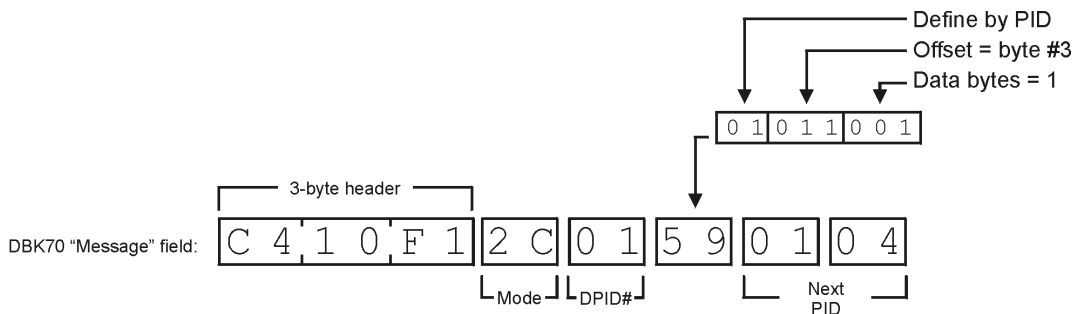 Define by PID
Offset = byte #3
Data bytes = 1
0 1 0 1 1 0 0 1
3-byte header
DBK70 “Message” field: C 4 1 0 F 1 2 C 0 1 5 9 0 1 0 4
Mode DPID# Next
PID